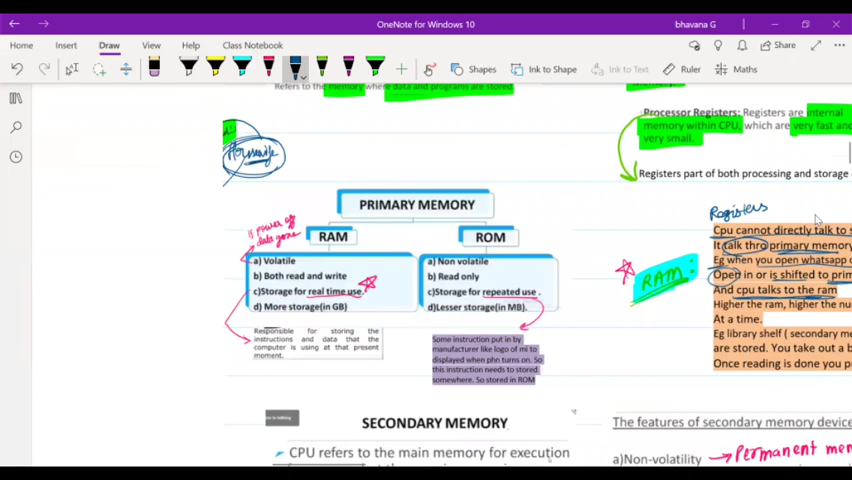 OneNote for Windows 10
bhavana G
Home
Insert
Draw
View
Help
Class Notebook
Share
Shapes
Ink to Shape
Ink to Text
Ruler
Maths
Refers to the memory where data and programs are stored.
Housewife
PRIMARY MEMORY
if power off
data gone
RAM
a) Volatile
b) Both read and write
c)Storage for real time use.
d) More storage(in GB)
Responsible for storing the
instructions and data that the
computer is using at that present
moment.
ROM
a) Non volatile
b) Read only
c)Storage for repeated use .
d)Lesser storage(in MB).
Some instruction put in by
manufacturer like logo of mi to
displayed when phn turns on. So
this instruction needs to stored
somewhere. So stored in ROM
SECONDARY MEMORY
CPU refers to the main memory for execution
Processor Registers: Registers are internal
memory within CPU, which are very fast and
very small.
Registers part of both processing and storage
Registers
RAM:
Cpu cannot directly talk to s
It talk thro primary memory
Eg when you open whatsapp
Open in or is shifted to prim
And cpu talks to the ram
Higher the ram, higher the nu
At a time.
Eg library shelf ( secondary me
are stored. You take out a b
Once reading is done you p
The features of secondary memory device
a)Non-volatility
Permanent mem